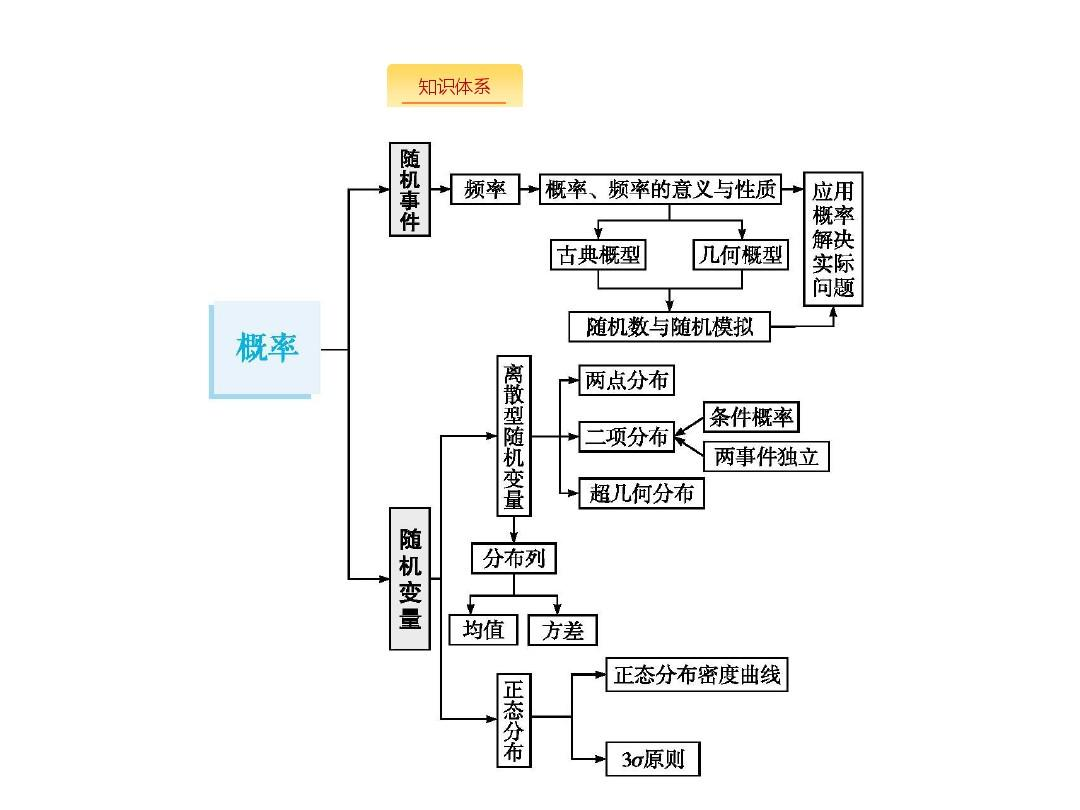 知识体系
随机事件
频率
概率、频率的意义与性质
应用
概率
解决
实际
问题
古典概型
几何概型
随机数与随机模拟
概率
离散型随机变量
两点分布
二项分布
条件概率
两事件独立
超几何分布
随机变量
分布列
均值
方差
正态分布
正态分布密度曲线
3σ原则